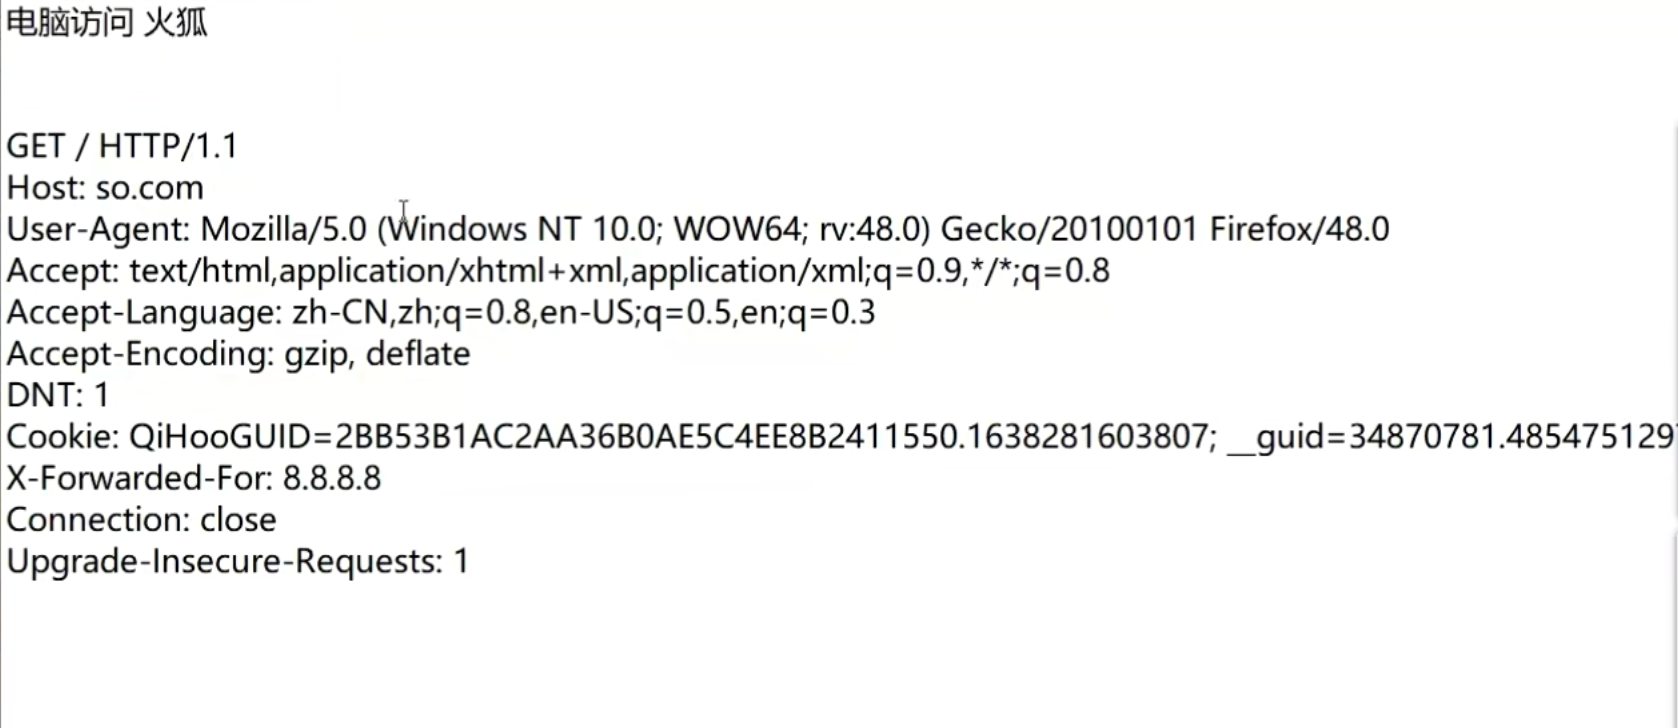 电脑访问 火狐
GET / HTTP/1.1
Host: so.com
User-Agent: Mozilla/5.0 (Windows NT 10.0; WOW64; rv:48.0) Gecko/20100101 Firefox/48.0
Accept: text/html,application/xhtml+xml,application/xml;q=0.9,*/*;q=0.8
Accept-Language: zh-CN,zh;q=0.8,en-US;q=0.5,en;q=0.3
Accept-Encoding: gzip, deflate
DNT: 1
Cookie: QiHooGUID=2BB53B1AC2AA36B0AE5C4EE8B2411550.1638281603807; __guid=34870781.485475129
X-Forwarded-For: 8.8.8.8
Connection: close
Upgrade-Insecure-Requests: 1